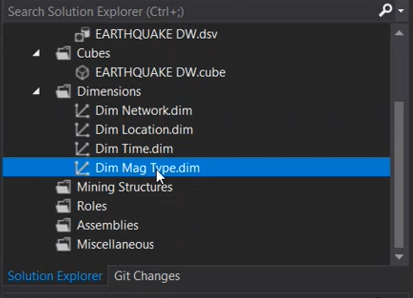 Search Solution Explorer (Ctrl+;)
EARTHQUAKE DW.dsv
Cubes
EARTHQUAKE DW.cube
Dimensions
Dim Network.dim
Dim Location.dim
Dim Time.dim
Dim Mag Type.dim
Mining Structures
Roles
Assemblies
Miscellaneous
Solution Explorer Git Changes